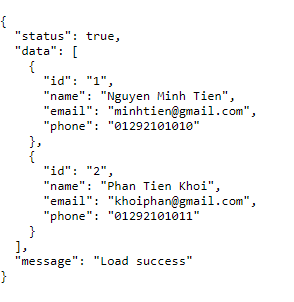 {
  "status": true,
  "data": [
    {
      "id": "1",
      "name": "Nguyen Minh Tien",
      "email": "minhtien@gmail.com",
      "phone": "01292101010"
    },
    {
      "id": "2",
      "name": "Phan Tien Khoi",
      "email": "khoiphan@gmail.com",
      "phone": "01292101011"
    }
  ],
  "message": "Load success"
}